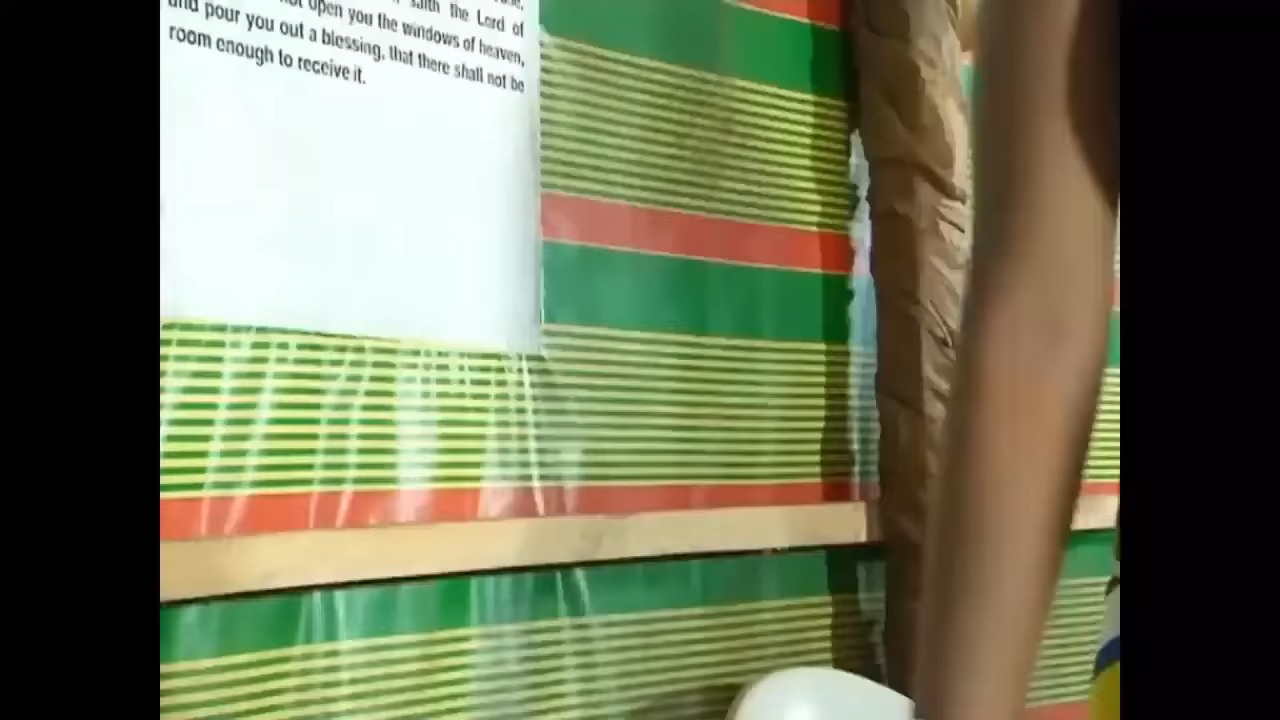 saith the Lord of
open you the windows of heaven,
and pour you out a blessing, that there shall not be
room enough to receive it.